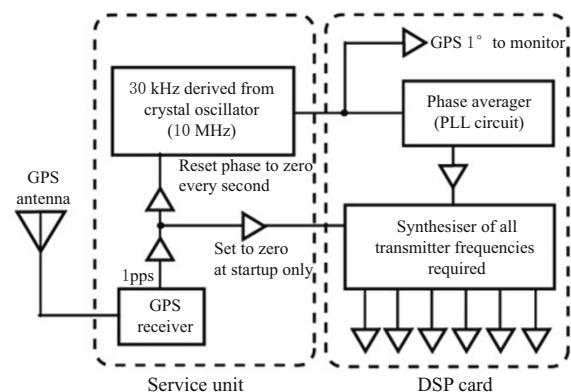 GPS 1° to monitor
30 kHz derived from
crystal oscillator
(10 MHz)
Phase averager
(PLL circuit)
Reset phase to zero
every second
GPS
antenna
Set to zero
at startup only
Synthesiser of all
transmitter frequencies
required
1pps
GPS
receiver
Service unit
DSP card